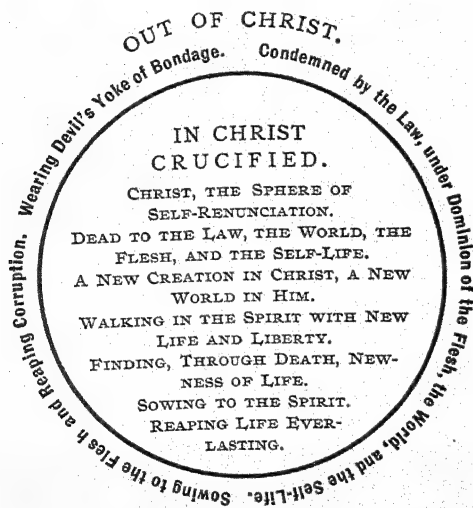 OUT OF CHRIST.
Condemned by the Law, under Dominion of the Flesh, the World, and the Self-Life.
Sowing to the Flesh and Reaping Corruption.
Wearing Devil's Yoke of Bondage.
IN CHRIST
CRUCIFIED.
CHRIST, THE SPHERE OF
SELF-RENUNCIATION.
DEAD TO THE LAW, THE WORLD, THE
FLESH, AND THE SELF-LIFE.
A NEW CREATION IN CHRIST, A NEW
WORLD IN HIM.
WALKING IN THE SPIRIT WITH NEW
LIFE AND LIBERTY.
FINDING, THROUGH DEATH, NEW-
NESS OF LIFE.
SOWING TO THE SPIRIT.
REAPING LIFE EVER-
LASTING.